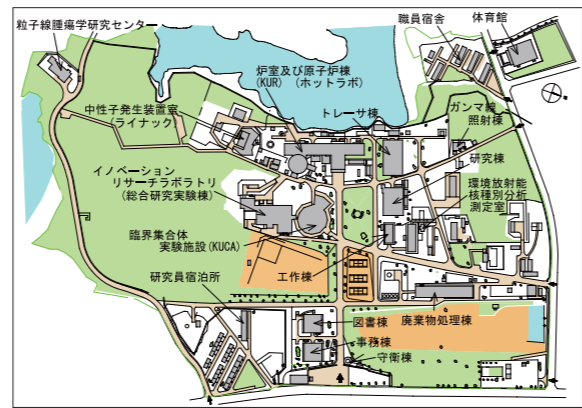 粒子線腫瘍学研究センター
職員宿舎
体育館
炉室及び原子炉棟
(KUR) (ホットラボ)
中性子発生装置室
(ライナック)
トレーサ棟
ガンマ線
照射棟
研究棟
イノベーション
リサーチラボラトリ
(総合研究実験棟)
環境放射能
核種別分析
測定室
臨界集合体
実験施設(KUCA)
工作棟
研究員宿泊所
図書棟
廃棄物処理棟
事務棟
守衛棟